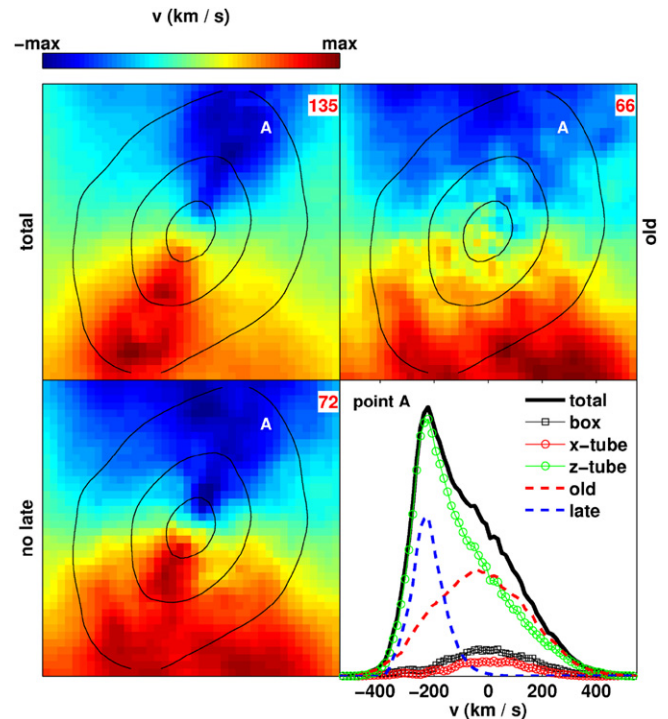 v (km / s)
−max
max
total
135
A
old
66
A
no late
72
A
point A
total
box
x−tube
z−tube
old
late
−400 −200 0 200 400
v (km / s)